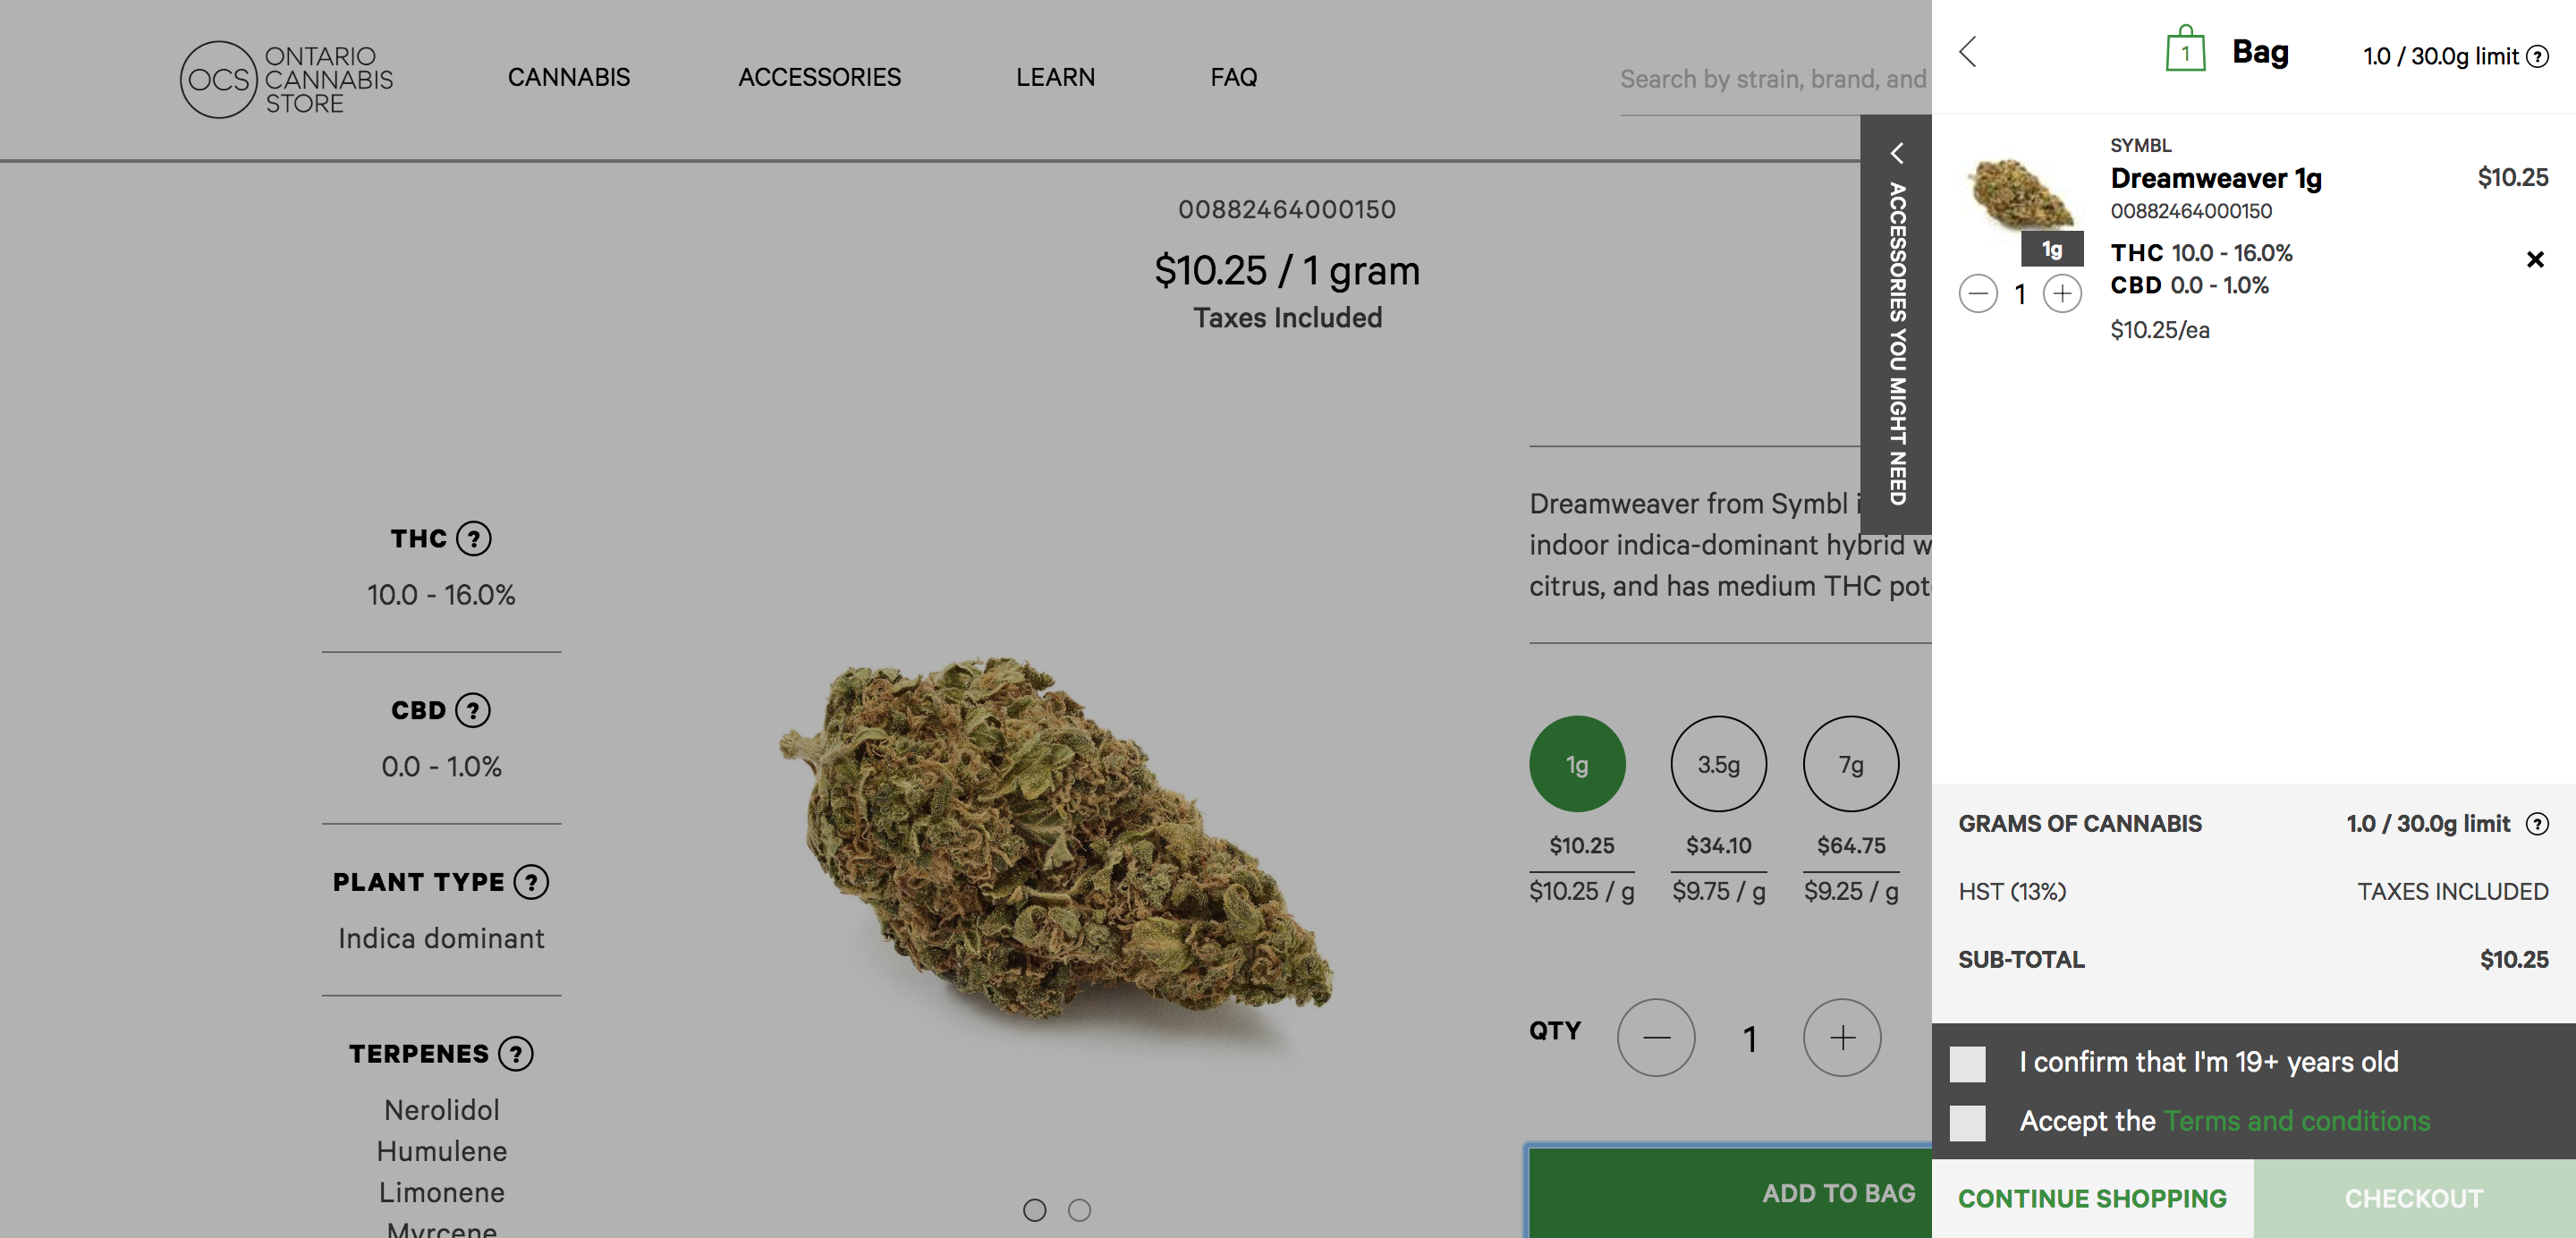 OCS
ONTARIO
CANNABIS
STORE
CANNABIS
ACCESSORIES
LEARN
FAQ
Search by strain, brand, and
00882464000150
$10.25 / 1 gram
Taxes Included
THC ?
10.0 - 16.0%
CBD ?
0.0 - 1.0%
PLANT TYPE ?
Indica dominant
TERPENES ?
Nerolidol
Humulene
Limonene
Myrcene
Dreamweaver from Symbl i
indoor indica-dominant hybrid w
citrus, and has medium THC pot
1g
3.5g
7g
$10.25
$34.10
$64.75
$10.25 / g
$9.75 / g
$9.25 / g
QTY
1
ADD TO BAG
ACCESSORIES YOU MIGHT NEED
1
Bag
1.0 / 30.0g limit ?
SYMBL
Dreamweaver 1g
$10.25
00882464000150
1g
THC 10.0 - 16.0%
CBD 0.0 - 1.0%
1
$10.25/ea
GRAMS OF CANNABIS
1.0 / 30.0g limit ?
HST (13%)
TAXES INCLUDED
SUB-TOTAL
$10.25
I confirm that I'm 19+ years old
Accept the Terms and conditions
CONTINUE SHOPPING
CHECKOUT